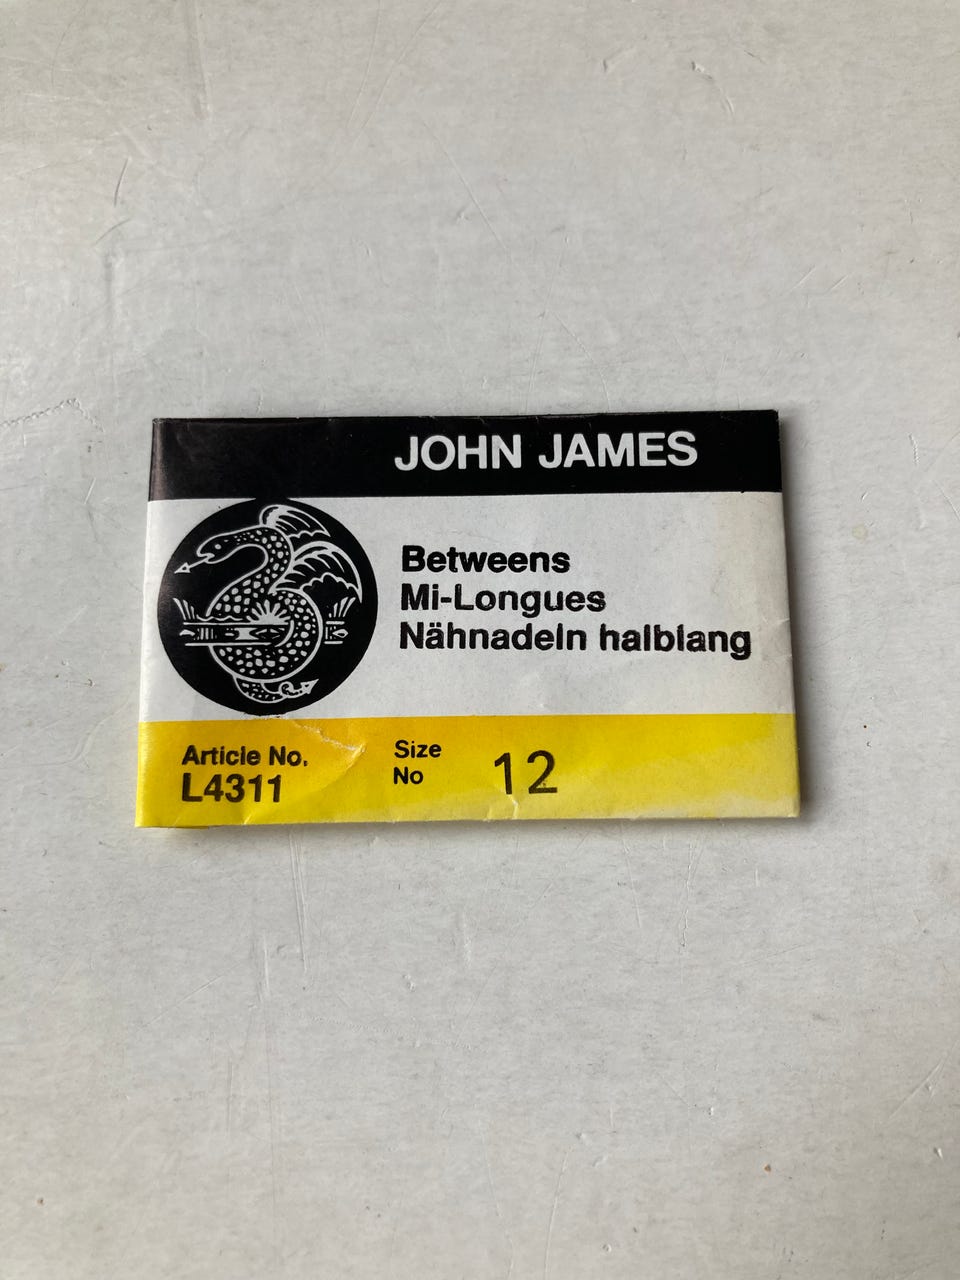 JOHN JAMES
Betweens
Mi-Longues
Nähnadeln halblang
Article No.
L4311
Size
No
12